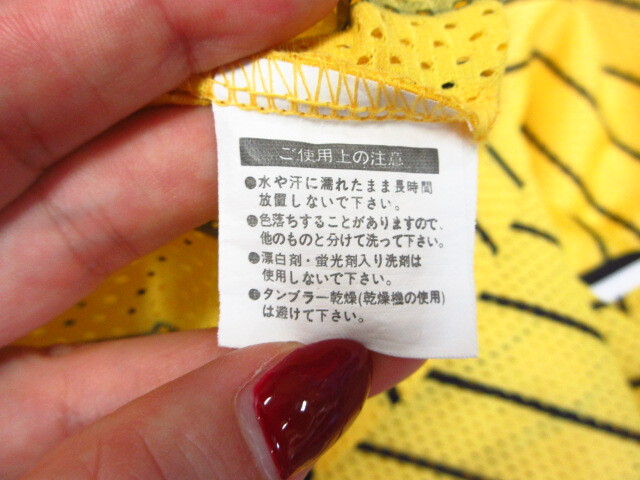 ご使用上の注意
●水や汗に濡れたまま長時間
放置しないで下さい。
●色落ちすることがありますので、
他のものと分けて洗って下さい。
●漂白剤・蛍光剤入り洗剤は
使用しないで下さい。
●タンブラー乾燥(乾燥機の使用)
は避けて下さい。